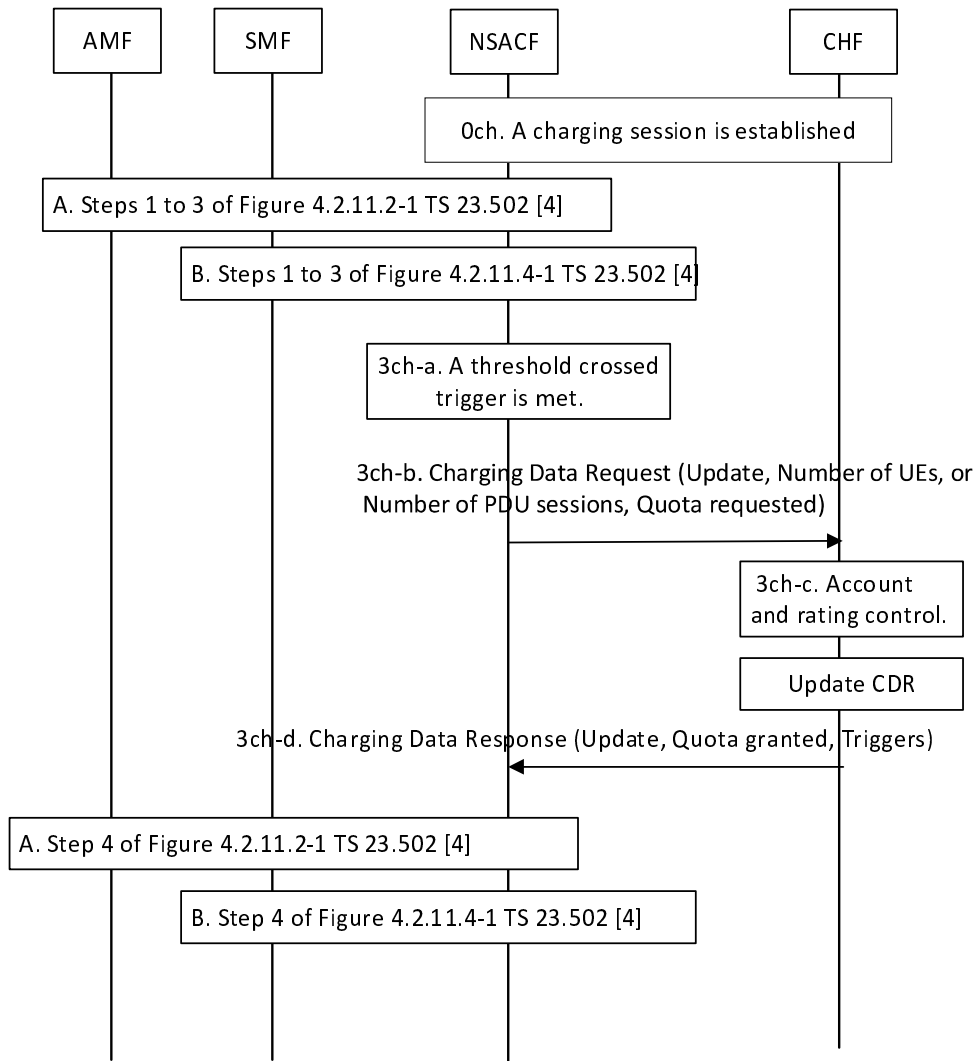 AMF
SMF
NSACF
CHF
0ch. A charging session is established
A. Steps 1 to 3 of Figure 4.2.11.2-1 TS 23.502 [4]
B. Steps 1 to 3 of Figure 4.2.11.4-1 TS 23.502 [4]
3ch-a. A threshold crossed
trigger is met.
3ch-b. Charging Data Request (Update, Number of UEs, or
Number of PDU sessions, Quota requested)
3ch-c. Account
and rating control.
Update CDR
3ch-d. Charging Data Response (Update, Quota granted, Triggers)
A. Step 4 of Figure 4.2.11.2-1 TS 23.502 [4]
B. Step 4 of Figure 4.2.11.4-1 TS 23.502 [4]